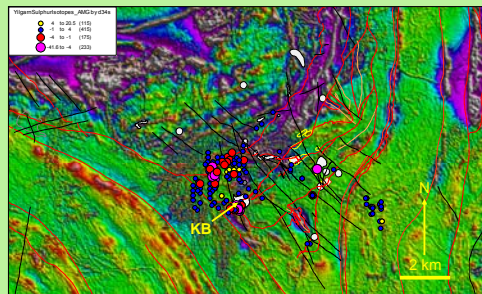 YilgarnSulphurIsotopes_AMG by d34s
4 to 20.5 (115)
-1 to 4 (415)
-4 to -1 (175)
-41.6 to -4 (233)
KB
N
2 km